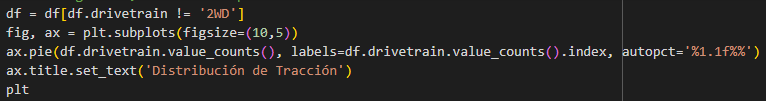 df = df[df.drivetrain != '2WD']
fig, ax = plt.subplots(figsize=(10,5))
ax.pie(df.drivetrain.value_counts(), labels=df.drivetrain.value_counts().index, autopct='%1.1f%%')
ax.title.set_text('Distribución de Tracción')
plt